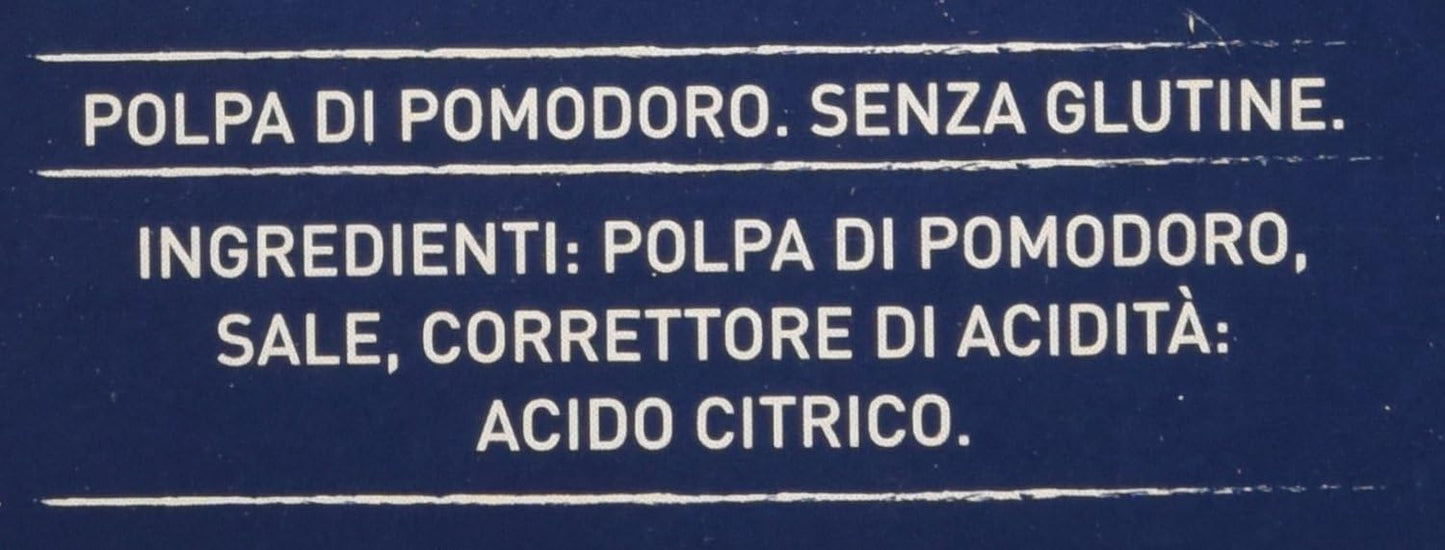 POLPA DI POMODORO. SENZA GLUTINE.
INGREDIENTI: POLPA DI POMODORO,
SALE, CORRETTORE DI ACIDITÀ:
ACIDO CITRICO.